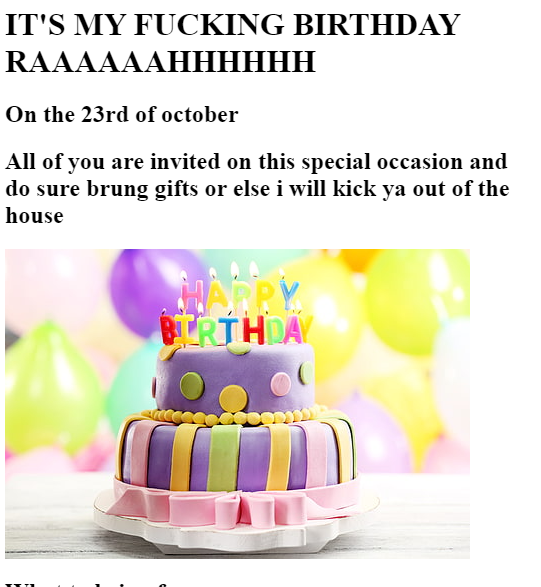 IT'S MY FUCKING BIRTHDAY
RAAAAAAHHHHHH
On the 23rd of october
All of you are invited on this special occasion and
do sure brung gifts or else i will kick ya out of the
house
HAPPY
BIRTHDAY